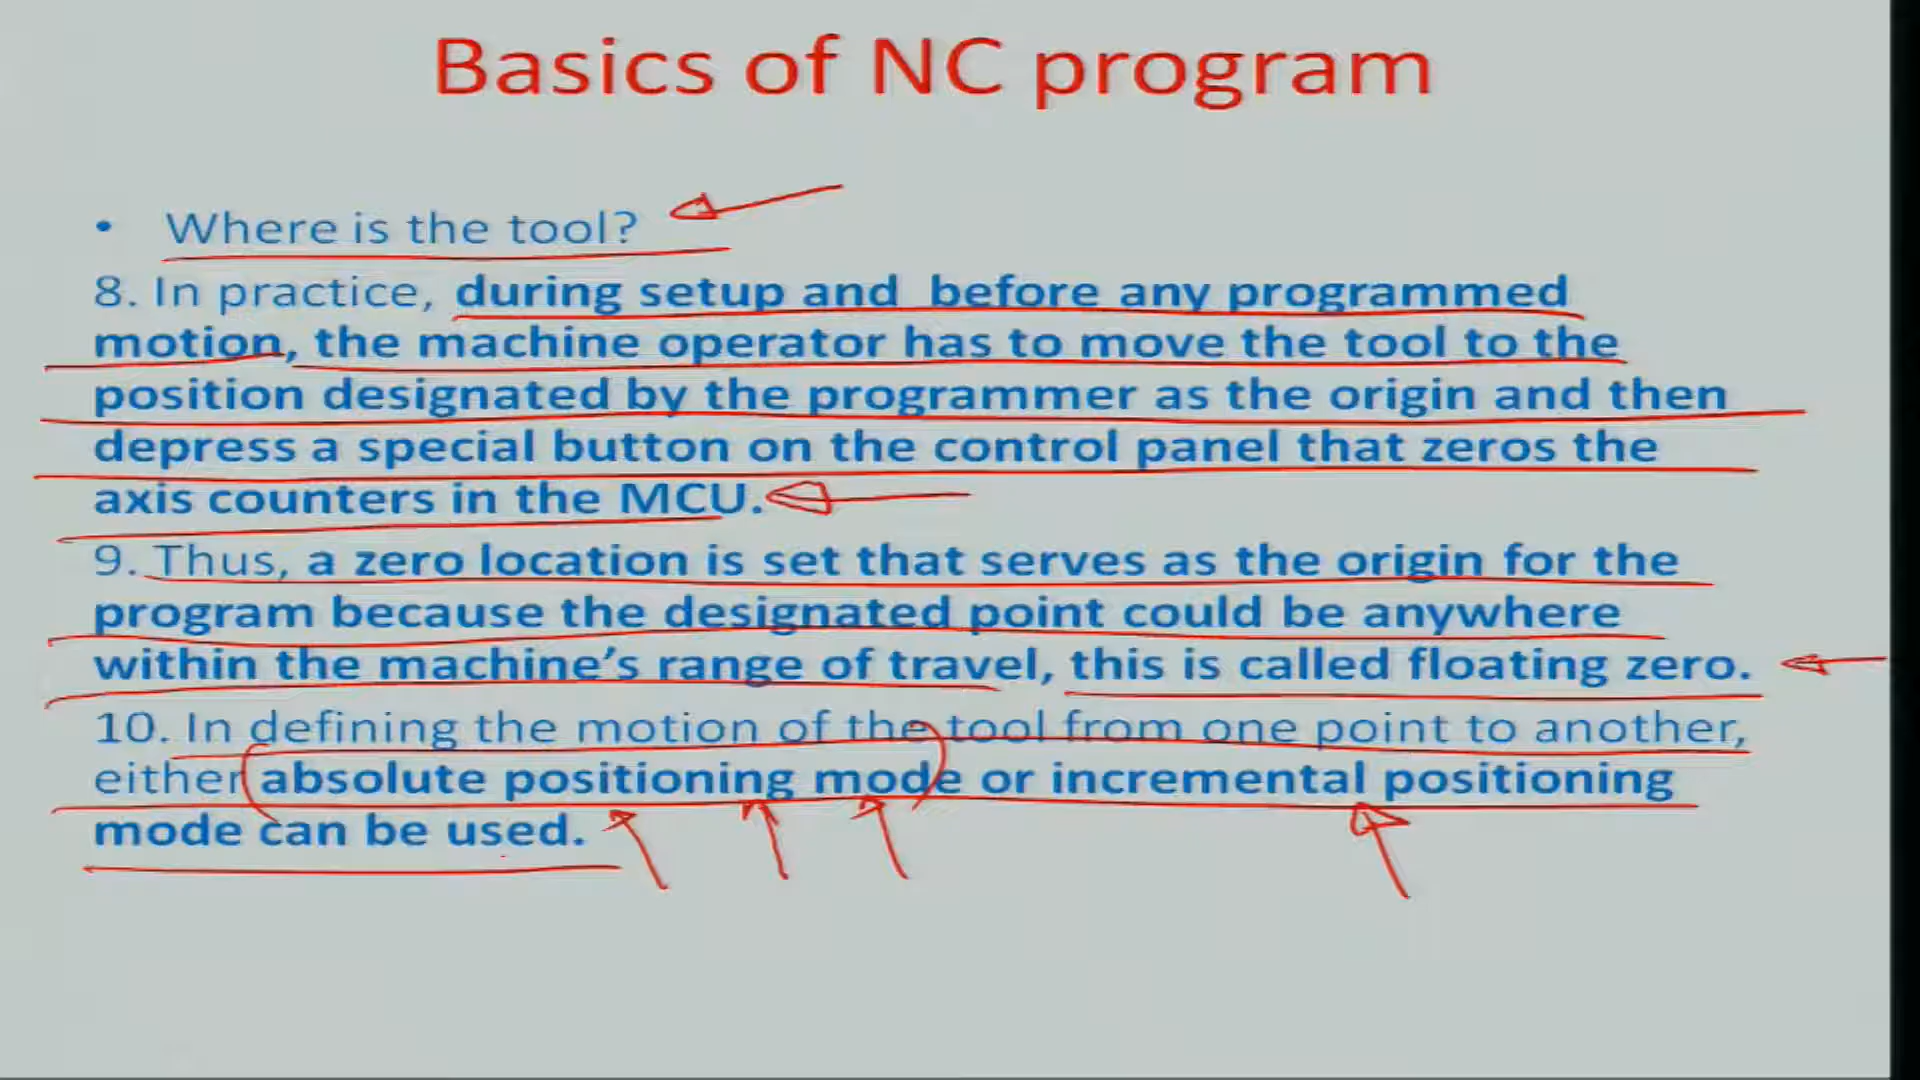 Basics of NC program
• Where is the tool?
8. In practice, during setup and before any programmed
motion, the machine operator has to move the tool to the
position designated by the programmer as the origin and then
depress a special button on the control panel that zeros the
axis counters in the MCU.
9. Thus, a zero location is set that serves as the origin for the
program because the designated point could be anywhere
within the machine’s range of travel, this is called floating zero.
10. In defining the motion of the tool from one point to another,
either absolute positioning mode or incremental positioning
mode can be used.